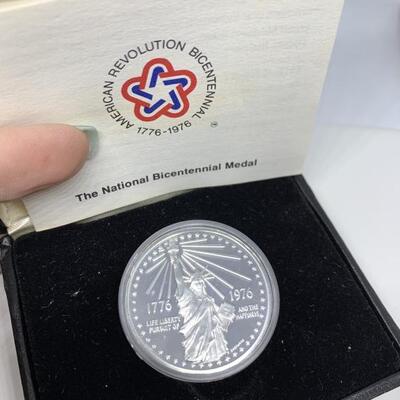 AMERICAN REVOLUTION BICENTENNIAL
1776-1976
The National Bicentennial Medal
1776 1976
LIFE LIBERTY AND THE
PURSUIT OF HAPPINESS